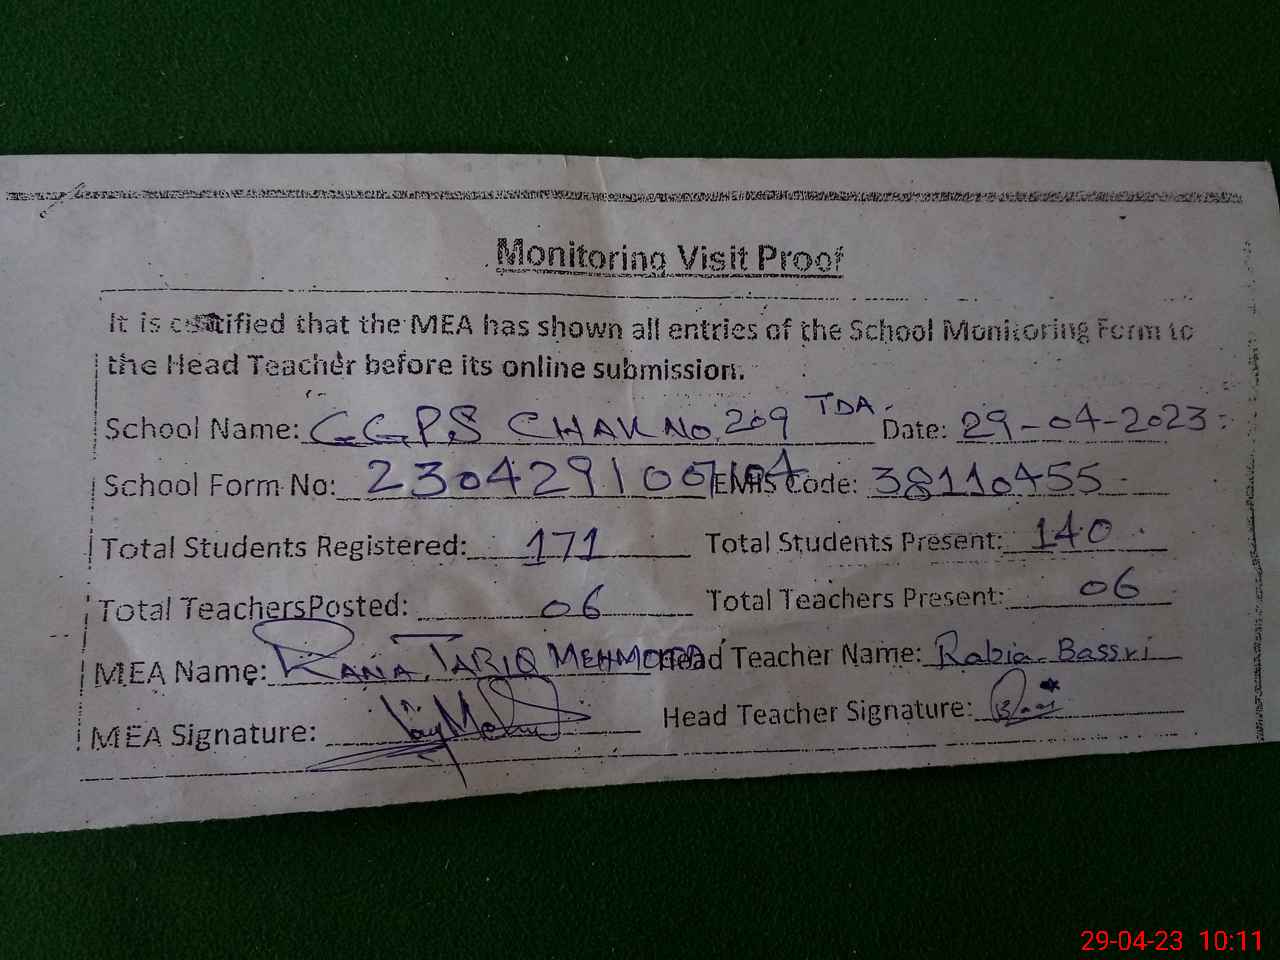 Monitoring Visit Proof
It is certified that the MEA has shown all entries of the School Monitoring Form to
the Head Teacher before its online submission.
School Name: GGPS CHAK No. 209 TDA. Date: 29-04-2023
School Form No: EMIS Code: 38110455
Total Students Registered: 171 Total Students Present: 140
Total TeachersPosted: 06 Total Teachers Present: 06
MEA Name: RANA TARIQ MEHMOOD Head Teacher Name: Rabia Bassri
MEA Signature: Head Teacher Signature:
29-04-23 10:11